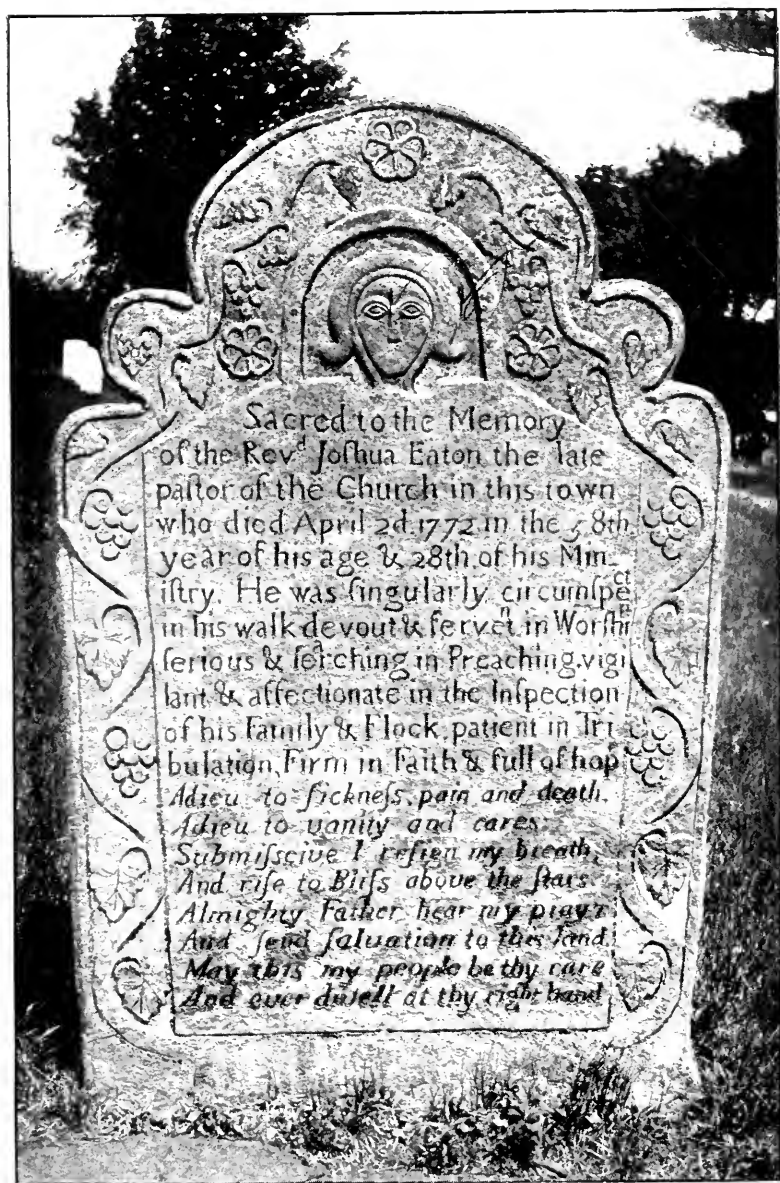 Sacred to the Memory
of the Rev.d Joſhua Eaton the late
paſtor of the Church in this town
who died April 2d. 1772 in the 58th
year of his age & 28th of his Min-
iſtry. He was ſingularly circumſpect
in his walk devout & fervent in Worſhi
ſerious & ſerching in Preaching, vigi
lant & affectionate in the Inſpection
of his Family & Flock, patient in Tri
bulation, Firm in Faith & full of hop
Adieu to ſickneſs, pain and death,
Adieu to vanity and cares
Submiſscive I reſign my breath,
And riſe to Bliſs above the ſtars.
Almighty Father hear my pray'r
And ſend ſalvation to this land.
May this my people be thy care
And ever dwell at thy right hand